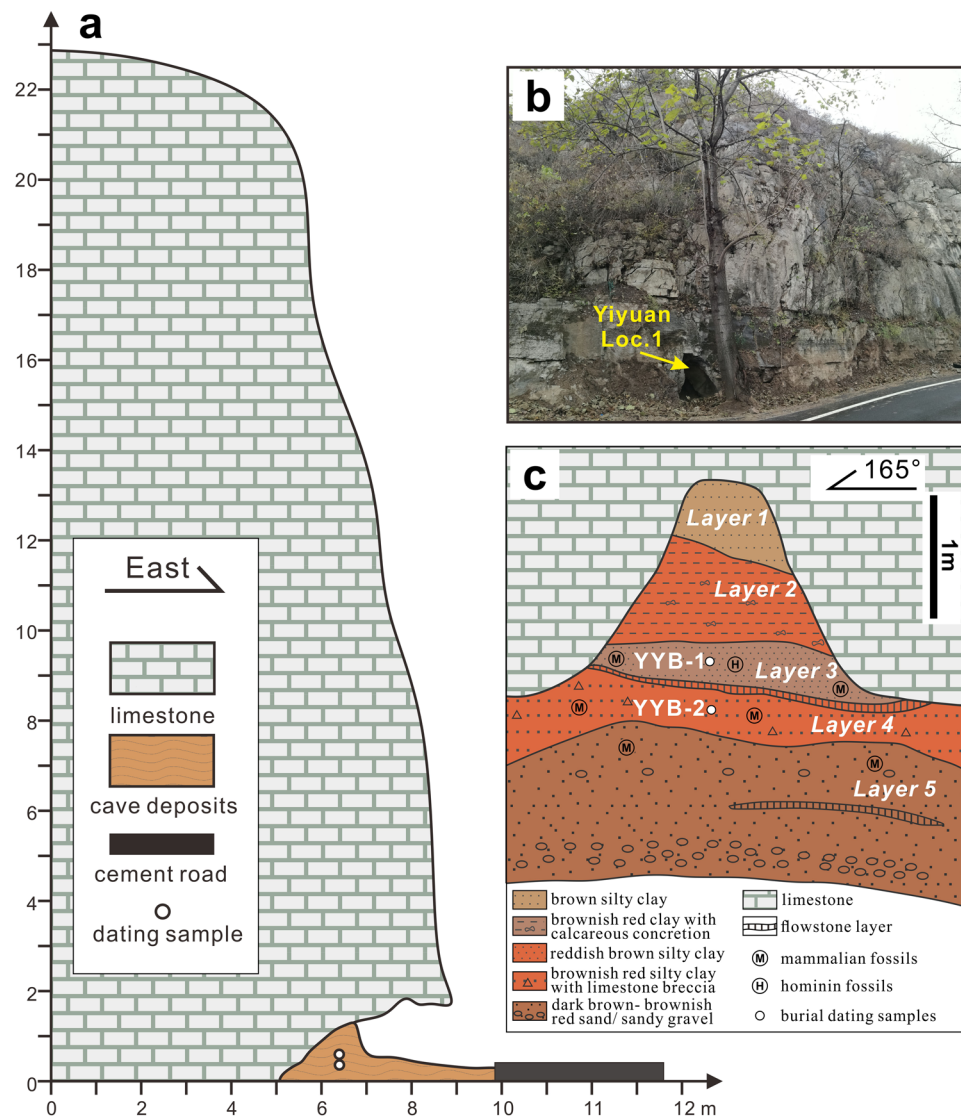 a
22
20
18
16
14
12
10
8
6
4
2
0
East
limestone
cave deposits
cement road
dating sample
0
2
4
6
8
10
12 m
b
Yiyuan
Loc.1
c
165°
1m
Layer 1
Layer 2
M
YYB-1
H
Layer 3
M
M
YYB-2
M
Layer 4
M
M
Layer 5
brown silty clay
brownish red clay with
calcareous concretion
reddish brown silty clay
brownish red silty clay
with limestone breccia
dark brown- brownish
red sand/ sandy gravel
limestone
flowstone layer
M mammalian fossils
H hominin fossils
burial dating samples